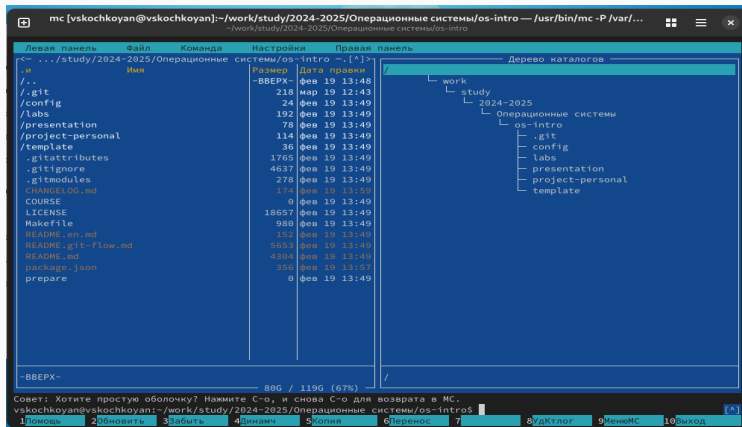 mc [vskochkoyan@vskochkoyan]:~/work/study/2024-2025/Операционные системы/os-intro — /usr/bin/mc -P /var/...
~/work/study/2024-2025/Операционные системы/os-intro
Левая панель Файл Команда Настройки Правая панель
<— .../study/2024-2025/Операционные системы/os-intro —.[^]>
Дерево каталогов
.и Имя Размер Дата правки
/
/.. -ВВЕРХ- фев 19 13:48
work
/.git 218 мар 19 12:43
study
/config 24 фев 19 13:49
2024-2025
/labs 192 фев 19 13:49
Операционные системы
/presentation 78 фев 19 13:49
os-intro
/project-personal 114 фев 19 13:49
.git
/template 36 фев 19 13:49
config
.gitattributes 1765 фев 19 13:49
labs
.gitignore 4637 фев 19 13:49
presentation
.gitmodules 278 фев 19 13:49
project-personal
CHANGELOG.md 174 фев 19 13:59
template
COURSE 0 фев 19 13:49
LICENSE 18657 фев 19 13:49
Makefile 980 фев 19 13:49
README.en.md 152 фев 19 13:49
README.git-flow.md 5653 фев 19 13:49
README.md 4304 фев 19 13:49
package.json 356 фев 19 13:57
prepare 0 фев 19 13:49
-ВВЕРХ-
/
80G / 119G (67%)
Совет: Хотите простую оболочку? Нажмите C-o, и снова C-o для возврата в MC.
vskochkoyan@vskochkoyan:~/work/study/2024-2025/Операционные системы/os-intro$ [^]
1Помощь 2Обновить 3Забыть 4Динамч 5Копия 6Перенос 7 8УдКтлог 9МенюMC 10Выход